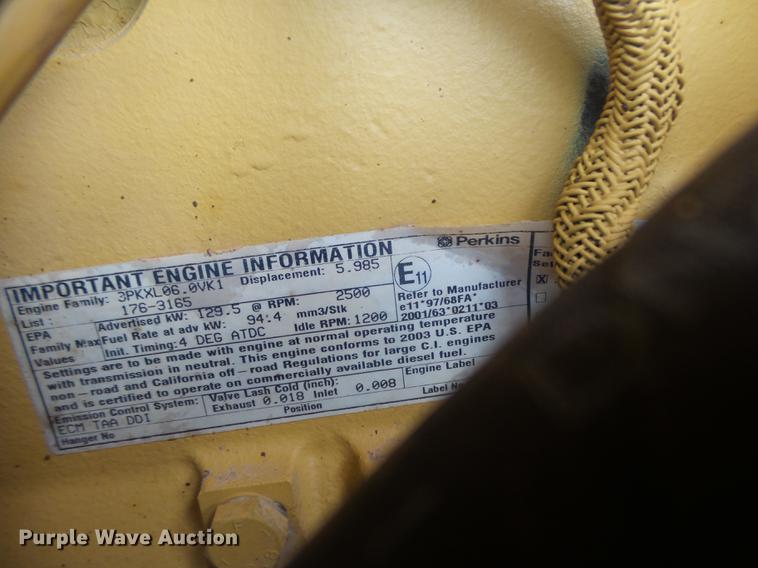 IMPORTANT ENGINE INFORMATION Perkins
Engine Family: 3PKXL06.0VK1 Displacement: 5.985
List: 176-3165
EPA Family Max Values
Advertised kW: 129.5 @ RPM: 2500
Fuel Rate at adv kW: 94.4 mm3/Stk
Init. Timing: 4 DEG ATDC Idle RPM: 1200
E11
Refer to Manufacturer
e11*97/68FA*
2001/63*0211*03
Settings are to be made with engine at normal operating temperature
with transmission in neutral. This engine conforms to 2003 U.S. EPA
non-road and California off-road Regulations for large C.I. engines
and is certified to operate on commercially available diesel fuel.
Emission Control System:
ECM TAA DDI
Valve Lash Cold (inch):
Exhaust 0.018 Inlet 0.008
Engine Label
Label No
Hanger No Position
Purple Wave Auction